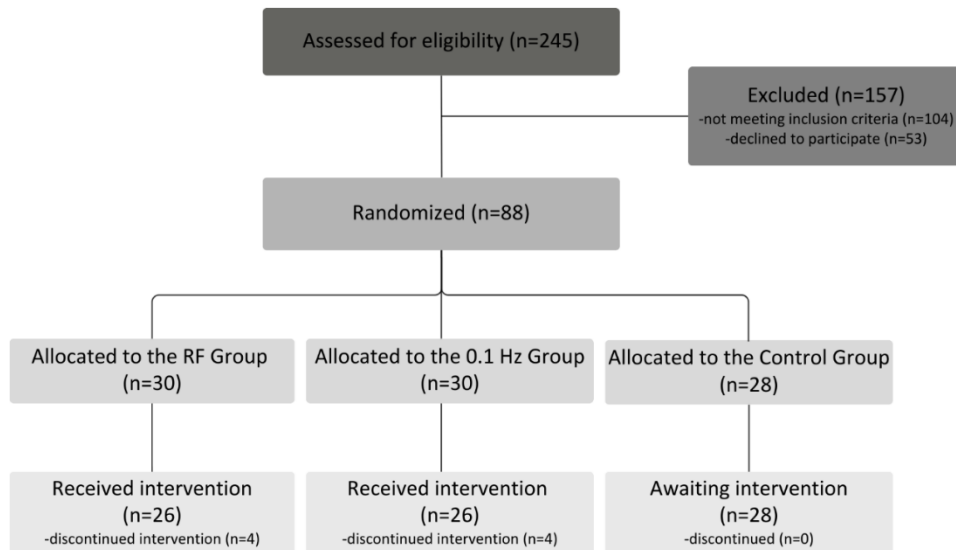 Assessed for eligibility (n=245)
Excluded (n=157)
-not meeting inclusion criteria (n=104)
-declined to participate (n=53)
Randomized (n=88)
Allocated to the RF Group
(n=30)
Allocated to the 0.1 Hz Group
(n=30)
Allocated to the Control Group
(n=28)
Received intervention
(n=26)
-discontinued intervention (n=4)
Received intervention
(n=26)
-discontinued intervention (n=4)
Awaiting intervention
(n=28)
-discontinued (n=0)